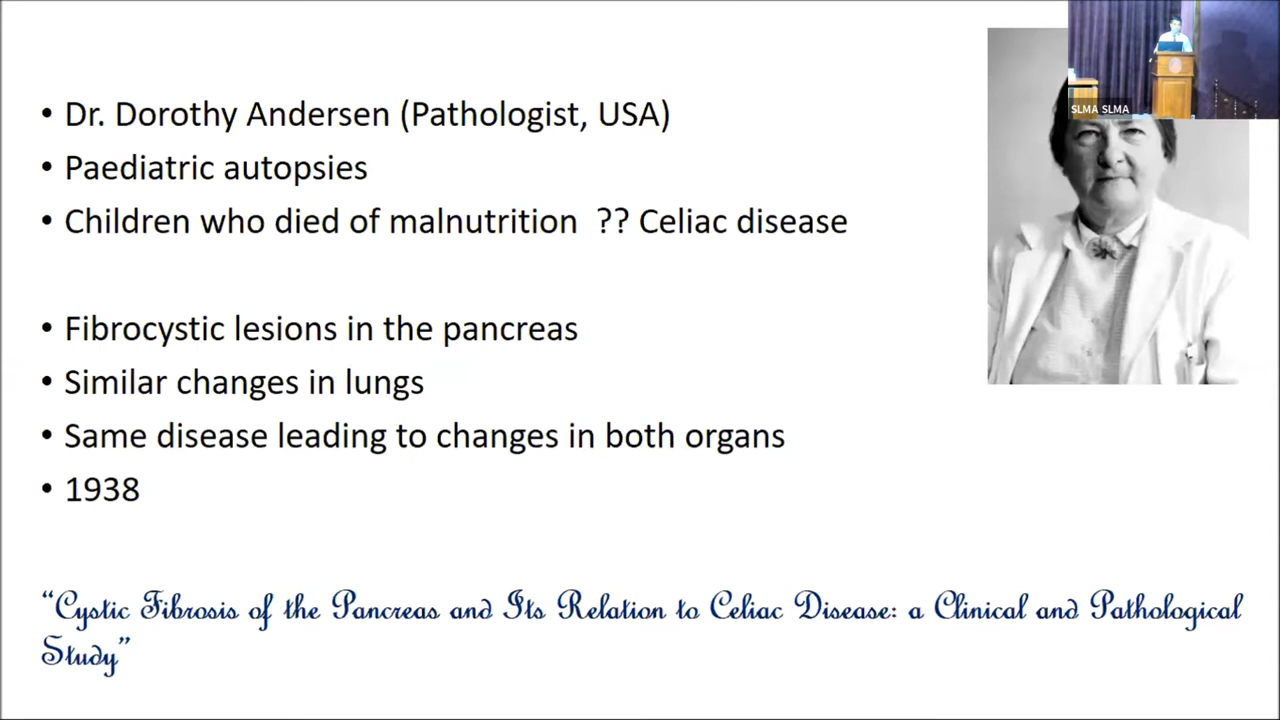 SLMA SLMA
• Dr. Dorothy Andersen (Pathologist, USA)
• Paediatric autopsies
• Children who died of malnutrition ?? Celiac disease
• Fibrocystic lesions in the pancreas
• Similar changes in lungs
• Same disease leading to changes in both organs
• 1938
“Cystic Fibrosis of the Pancreas and Its Relation to Celiac Disease: a Clinical and Pathological
Study”